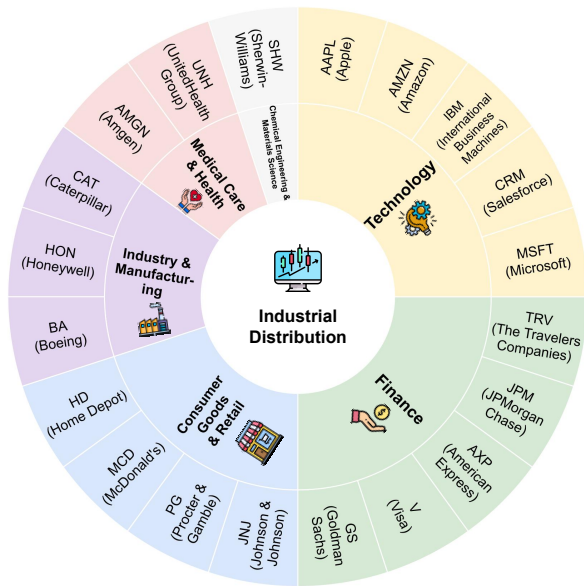 Industrial
Distribution
Technology
AAPL
(Apple)
AMZN
(Amazon)
IBM
(International
Business
Machines)
CRM
(Salesforce)
MSFT
(Microsoft)
Finance
TRV
(The Travelers
Companies)
JPM
(JPMorgan
Chase)
AXP
(American
Express)
V
(Visa)
GS
(Goldman
Sachs)
Consumer
Goods
& Retail
JNJ
(Johnson &
Johnson)
PG
(Procter &
Gamble)
MCD
(McDonald's)
HD
(Home Depot)
Industry &
Manufactur-
ing
BA
(Boeing)
HON
(Honeywell)
CAT
(Caterpillar)
Medical Care
& Health
AMGN
(Amgen)
UNH
(UnitedHealth
Group)
Chemical Engineering &
Materials Science
SHW
(Sherwin-
Williams)